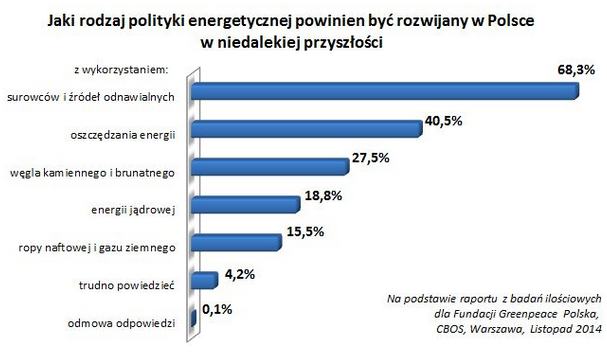 Jaki rodzaj polityki energetycznej powinien być rozwijany w Polsce
w niedalekiej przyszłości
z wykorzystaniem:
surowców i źródeł odnawialnych
68,3%
oszczędzania energii
40,5%
węgla kamiennego i brunatnego
27,5%
energii jądrowej
18,8%
ropy naftowej i gazu ziemnego
15,5%
trudno powiedzieć
4,2%
odmowa odpowiedzi
0,1%
Na podstawie raportu z badań ilościowych
dla Fundacji Greenpeace Polska,
CBOS, Warszawa, Listopad 2014